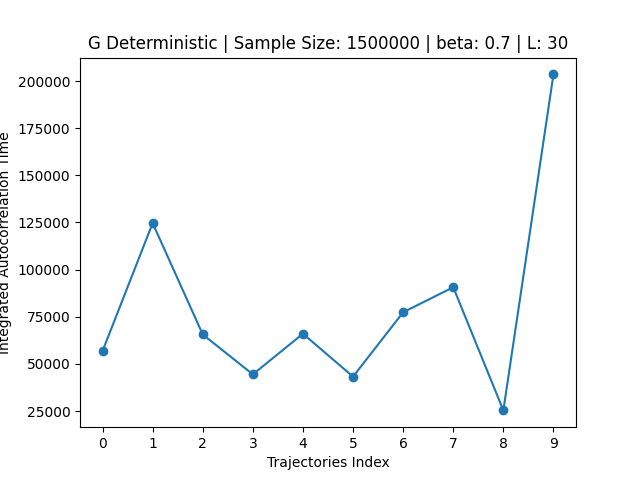 G Deterministic | Sample Size: 1500000 | beta: 0.7 | L: 30
Integrated Autocorrelation Time
200000
175000
150000
125000
100000
75000
50000
25000
0 1 2 3 4 5 6 7 8 9
Trajectories Index